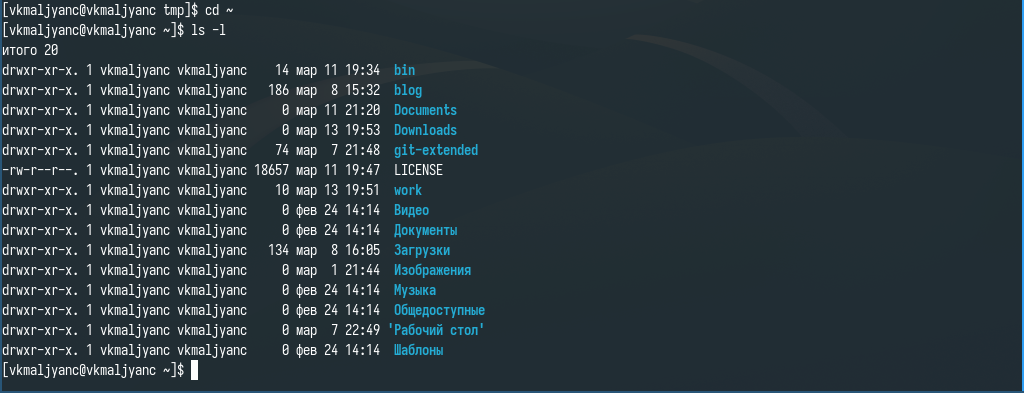 [vkmaljyanc@vkmaljyanc tmp]$ cd ~
[vkmaljyanc@vkmaljyanc ~]$ ls -l
итого 20
drwxr-xr-x. 1 vkmaljyanc vkmaljyanc    14 мар 11 19:34  bin
drwxr-xr-x. 1 vkmaljyanc vkmaljyanc   186 мар  8 15:32  blog
drwxr-xr-x. 1 vkmaljyanc vkmaljyanc     0 мар 11 21:20  Documents
drwxr-xr-x. 1 vkmaljyanc vkmaljyanc     0 мар 13 19:53  Downloads
drwxr-xr-x. 1 vkmaljyanc vkmaljyanc    74 мар  7 21:48  git-extended
-rw-r--r--. 1 vkmaljyanc vkmaljyanc 18657 мар 11 19:47  LICENSE
drwxr-xr-x. 1 vkmaljyanc vkmaljyanc    10 мар 13 19:51  work
drwxr-xr-x. 1 vkmaljyanc vkmaljyanc     0 фев 24 14:14  Видео
drwxr-xr-x. 1 vkmaljyanc vkmaljyanc     0 фев 24 14:14  Документы
drwxr-xr-x. 1 vkmaljyanc vkmaljyanc   134 мар  8 16:05  Загрузки
drwxr-xr-x. 1 vkmaljyanc vkmaljyanc     0 мар  1 21:44  Изображения
drwxr-xr-x. 1 vkmaljyanc vkmaljyanc     0 фев 24 14:14  Музыка
drwxr-xr-x. 1 vkmaljyanc vkmaljyanc     0 фев 24 14:14  Общедоступные
drwxr-xr-x. 1 vkmaljyanc vkmaljyanc     0 мар  7 22:49 'Рабочий стол'
drwxr-xr-x. 1 vkmaljyanc vkmaljyanc     0 фев 24 14:14  Шаблоны
[vkmaljyanc@vkmaljyanc ~]$